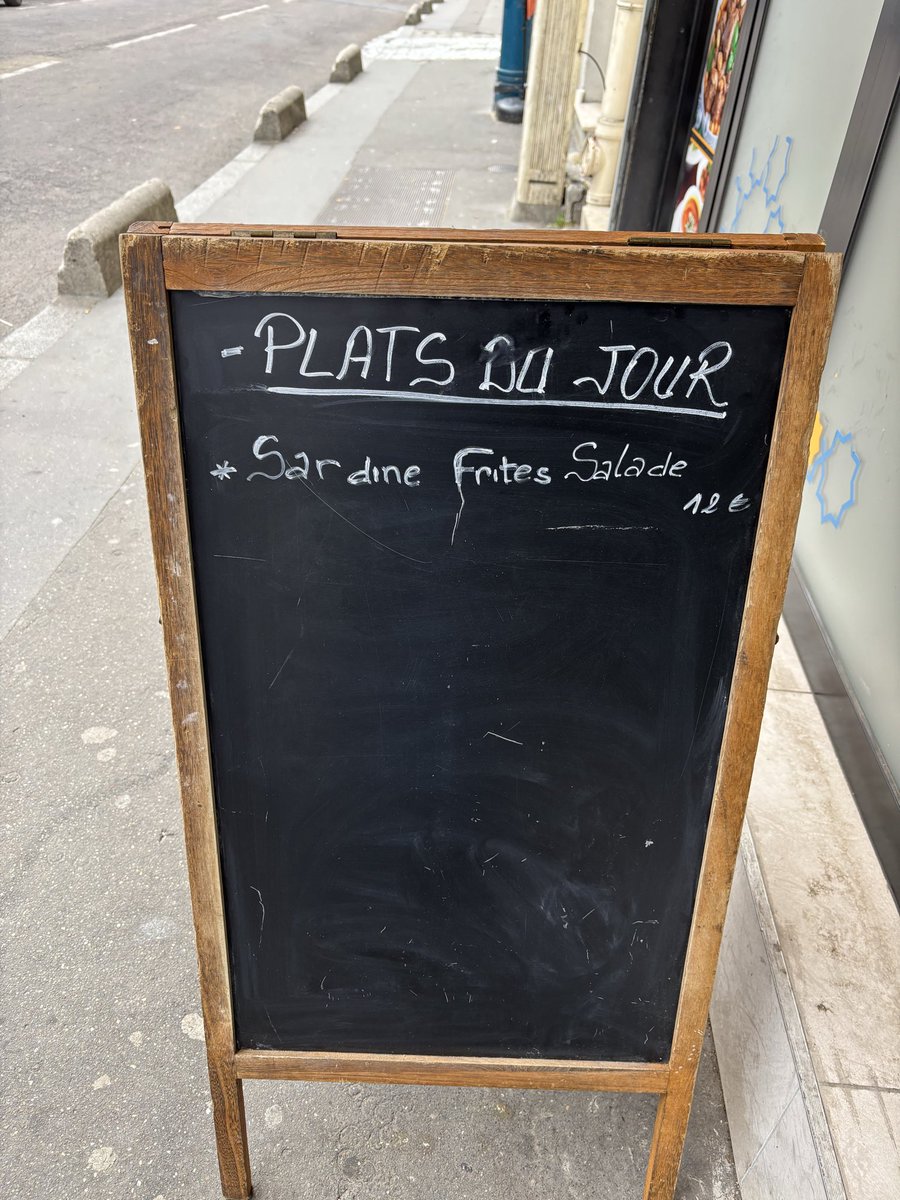 - PLATS DU JOUR
* Sardine Frites Salade
12 €